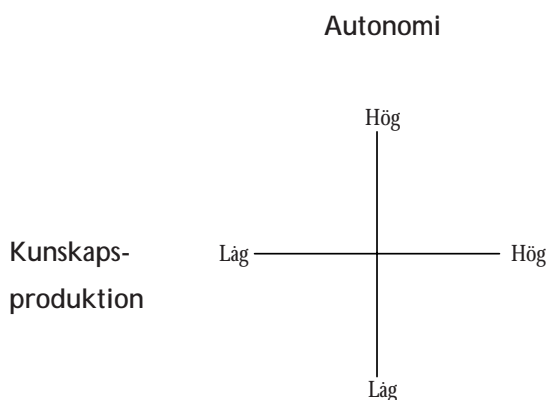 Autonomi
Hög
Kunskaps-
Låg
Hög
produktion
Låg